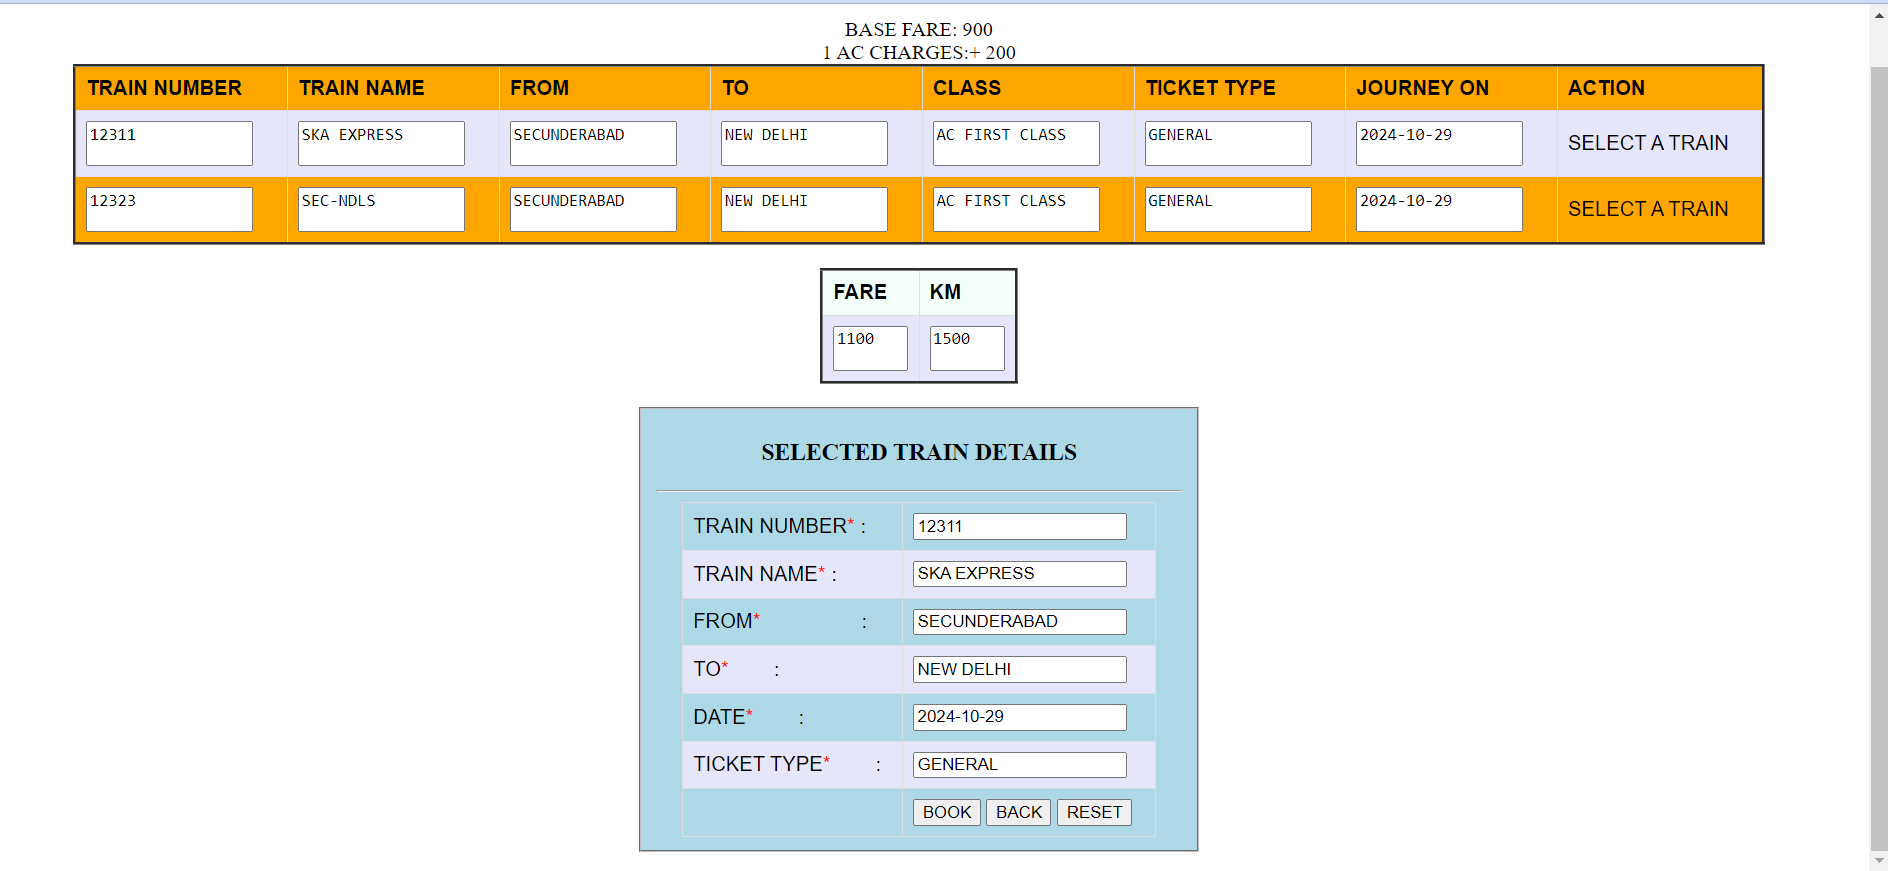 BASE FARE: 900
1 AC CHARGES:+ 200
TRAIN NUMBER TRAIN NAME FROM TO CLASS TICKET TYPE JOURNEY ON ACTION
12311 SKA EXPRESS SECUNDERABAD NEW DELHI AC FIRST CLASS GENERAL 2024-10-29 SELECT A TRAIN
12323 SEC-NDLS SECUNDERABAD NEW DELHI AC FIRST CLASS GENERAL 2024-10-29 SELECT A TRAIN
FARE KM
1100 1500
SELECTED TRAIN DETAILS
TRAIN NUMBER* : 12311
TRAIN NAME* : SKA EXPRESS
FROM* : SECUNDERABAD
TO* : NEW DELHI
DATE* : 2024-10-29
TICKET TYPE* : GENERAL
BOOK BACK RESET